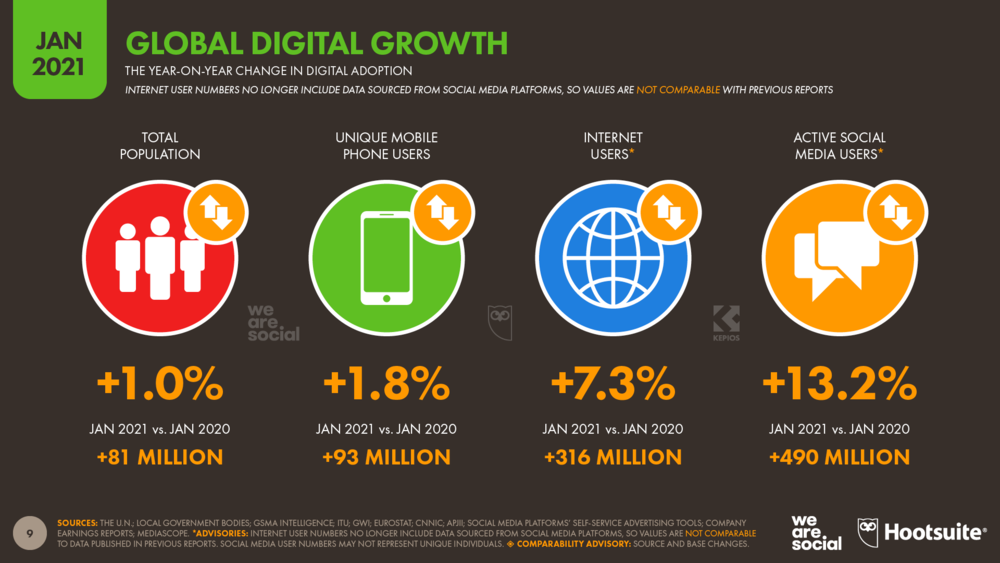 JAN
2021
GLOBAL DIGITAL GROWTH
THE YEAR-ON-YEAR CHANGE IN DIGITAL ADOPTION
INTERNET USER NUMBERS NO LONGER INCLUDE DATA SOURCED FROM SOCIAL MEDIA PLATFORMS, SO VALUES ARE NOT COMPARABLE WITH PREVIOUS REPORTS
TOTAL
POPULATION
UNIQUE MOBILE
PHONE USERS
INTERNET
USERS*
ACTIVE SOCIAL
MEDIA USERS*
we
are
social
KEPIOS
+1.0%
+1.8%
+7.3%
+13.2%
JAN 2021 vs. JAN 2020
JAN 2021 vs. JAN 2020
JAN 2021 vs. JAN 2020
JAN 2021 vs. JAN 2020
+81 MILLION
+93 MILLION
+316 MILLION
+490 MILLION
9
SOURCES: THE U.N.; LOCAL GOVERNMENT BODIES; GSMA INTELLIGENCE; ITU; GWI; EUROSTAT; CNNIC; APJII; SOCIAL MEDIA PLATFORMS' SELF-SERVICE ADVERTISING TOOLS; COMPANY
EARNINGS REPORTS; MEDIASCOPE. *ADVISORIES: INTERNET USER NUMBERS NO LONGER INCLUDE DATA SOURCED FROM SOCIAL MEDIA PLATFORMS, SO VALUES ARE NOT COMPARABLE
TO DATA PUBLISHED IN PREVIOUS REPORTS. SOCIAL MEDIA USER NUMBERS MAY NOT REPRESENT UNIQUE INDIVIDUALS. COMPARABILITY ADVISORY: SOURCE AND BASE CHANGES.
we
are
social
Hootsuite®